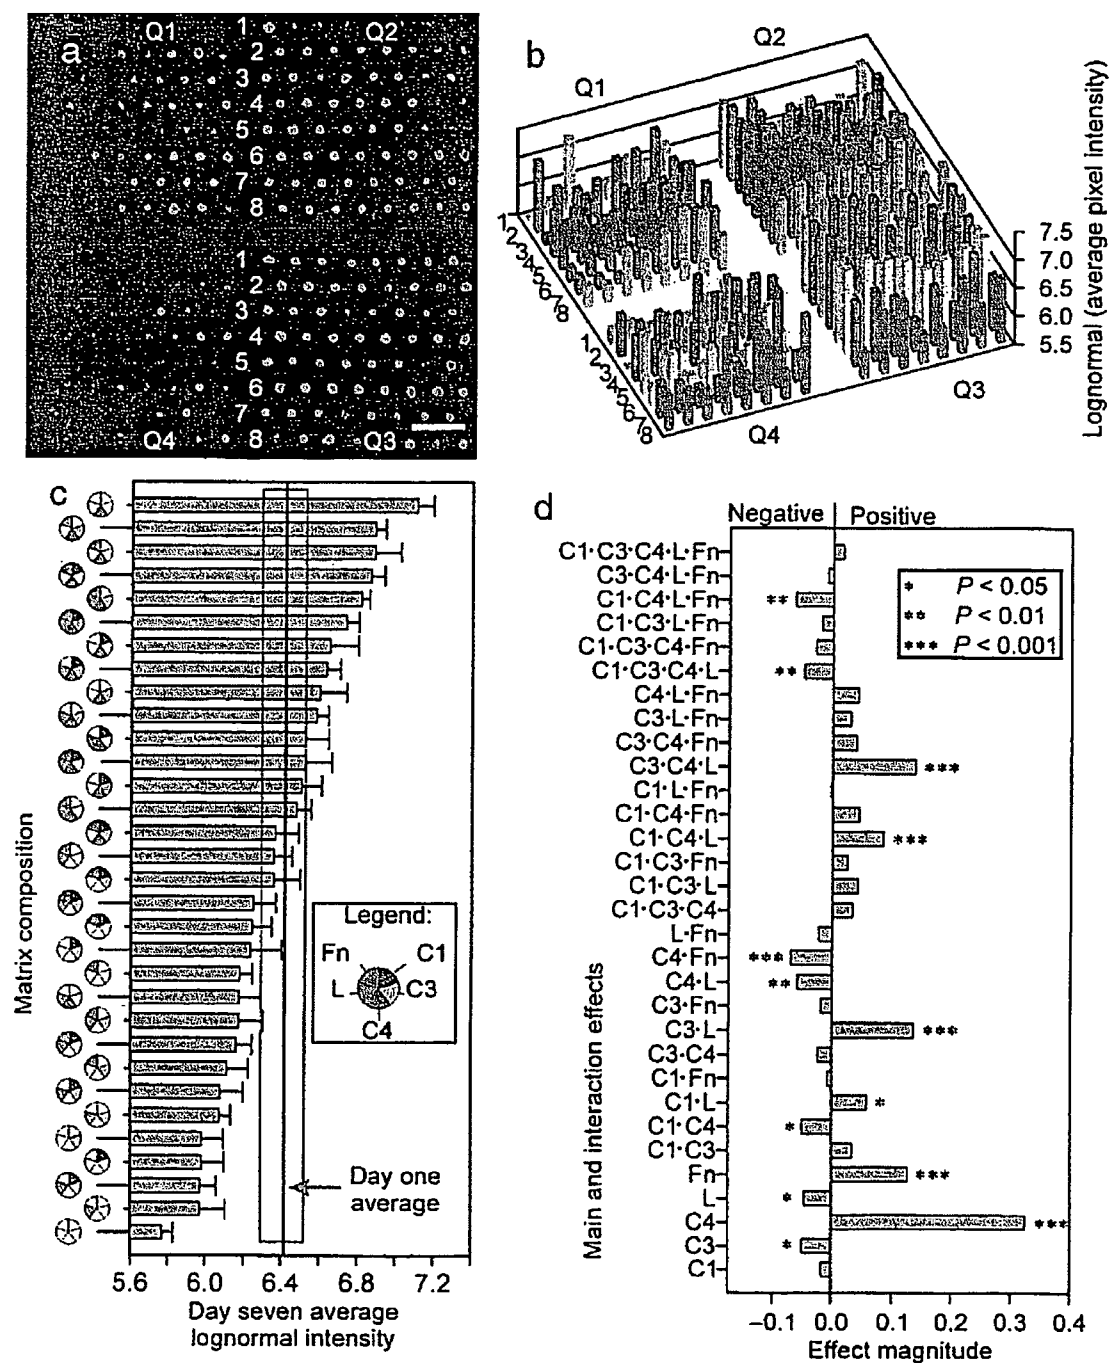 a
Q1
Q2
1
2
3
4
5
6
7
8
1
2
3
4
5
6
7
8
Q4
Q3
b
Q1
Q2
Q3
Q4
1
2
3
4
5
6
7
8
1
2
3
4
5
6
7
8
7.5
7.0
6.5
6.0
5.5
Lognormal (average pixel intensity)
c
Matrix composition
Legend:
Fn
C1
L
C3
C4
Day one
average
5.6
6.0
6.4
6.8
7.2
Day seven average
lognormal intensity
d
Negative
Positive
* P < 0.05
** P < 0.01
*** P < 0.001
Main and interaction effects
C1·C3·C4·L·Fn
C3·C4·L·Fn
C1·C4·L·Fn **
C1·C3·L·Fn
C1·C3·C4·Fn
C1·C3·C4·L **
C4·L·Fn
C3·L·Fn
C3·C4·Fn
C3·C4·L ***
C1·L·Fn
C1·C4·Fn
C1·C4·L ***
C1·C3·Fn
C1·C3·L
C1·C3·C4
L·Fn
C4·Fn ***
C4·L **
C3·Fn
C3·L ***
C3·C4
C1·Fn
C1·L *
C1·C4 *
C1·C3
Fn ***
L *
C4 ***
C3 *
C1
−0.1
0.0
0.1
0.2
0.3
0.4
Effect magnitude